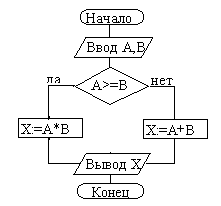 Начало
Ввод A,B
да
A>=B
нет
X:=A*B
X:=A+B
Вывод X
Конец